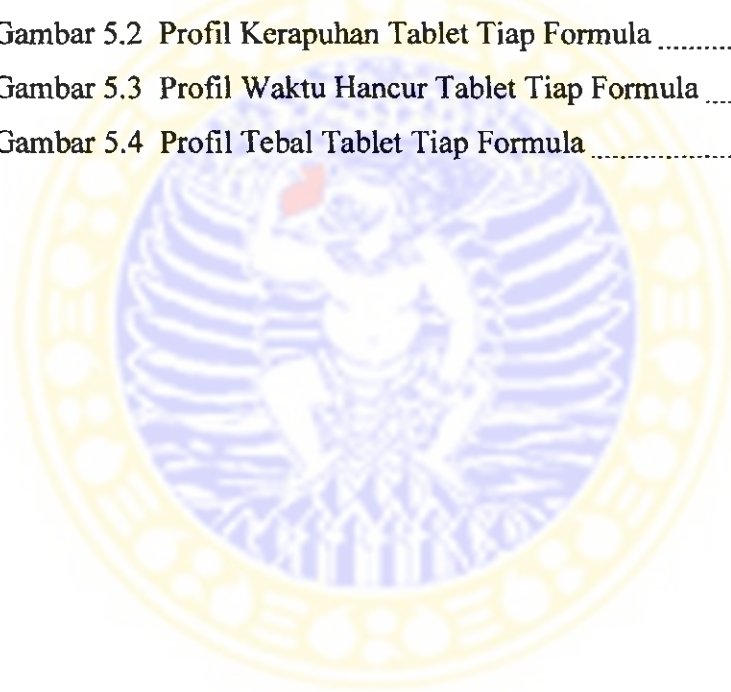 Gambar 5.2 Profil Kerapuhan Tablet Tiap Formula ..........
Gambar 5.3 Profil Waktu Hancur Tablet Tiap Formula ....
Gambar 5.4 Profil Tebal Tablet Tiap Formula ...................